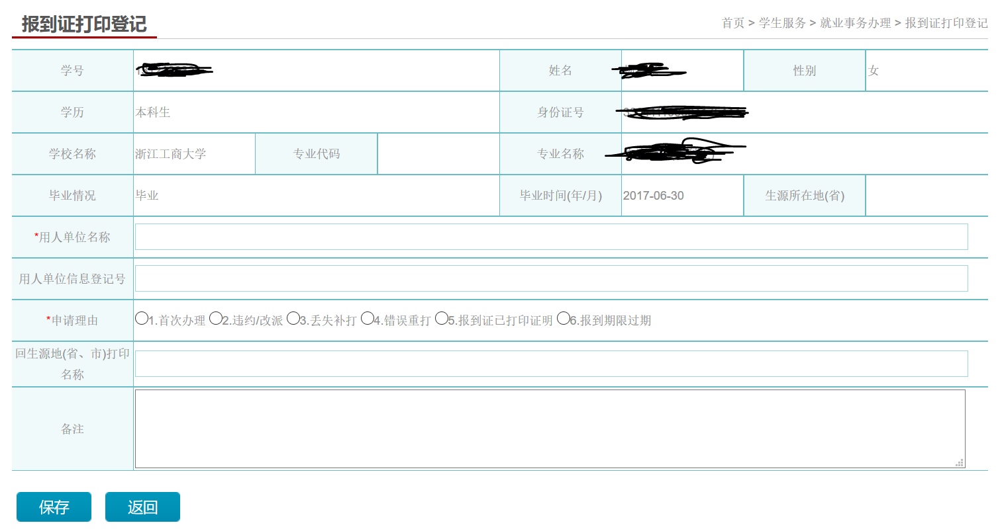 报到证打印登记
首页 > 学生服务 > 就业事务办理 > 报到证打印登记
学号 姓名 性别 女
学历 本科生 身份证号
学校名称 浙江工商大学 专业代码 专业名称
毕业情况 毕业 毕业时间(年/月) 2017-06-30 生源所在地(省)
*用人单位名称
用人单位信息登记号
*申请理由 1.首次办理 2.违约/改派 3.丢失补打 4.错误重打 5.报到证已打印证明 6.报到期限过期
回生源地(省、市)打印
名称
备注
保存 返回